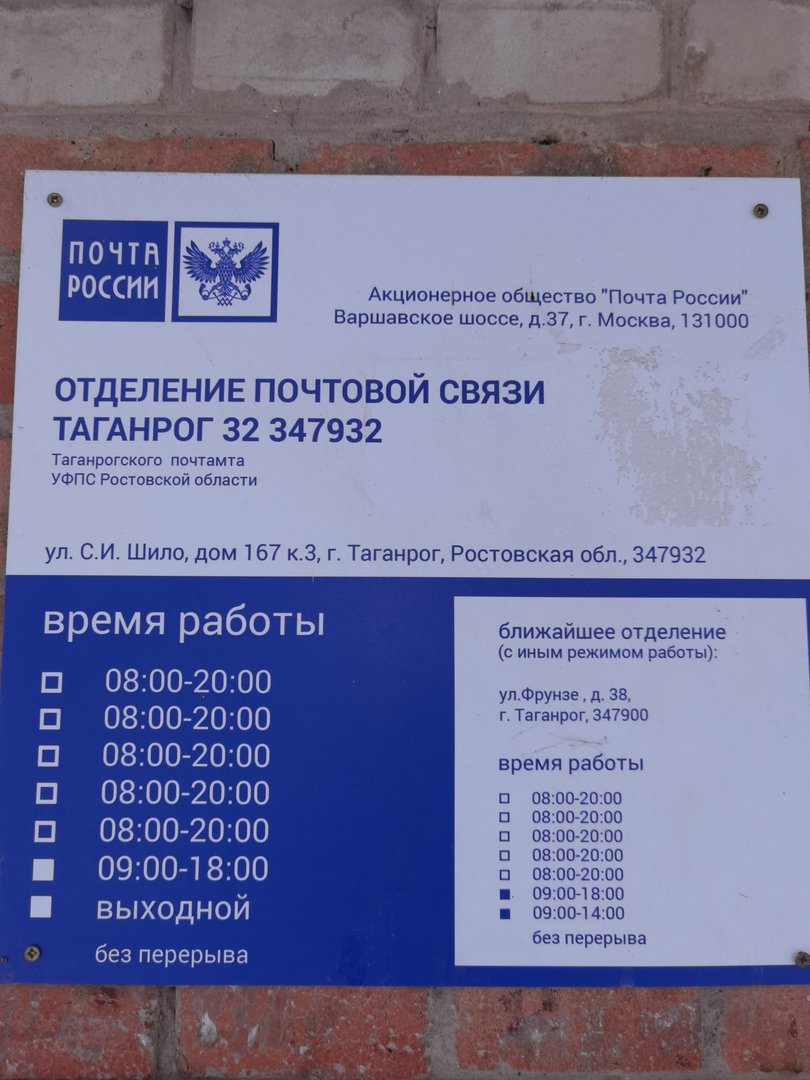 ПОЧТА
РОССИИ
Акционерное общество "Почта России"
Варшавское шоссе, д.37, г. Москва, 131000
ОТДЕЛЕНИЕ ПОЧТОВОЙ СВЯЗИ
ТАГАНРОГ 32 347932
Таганрогского почтамта
УФПС Ростовской области
ул. С.И. Шило, дом 167 к.3, г. Таганрог, Ростовская обл., 347932
время работы
08:00-20:00
08:00-20:00
08:00-20:00
08:00-20:00
08:00-20:00
09:00-18:00
выходной
без перерыва
ближайшее отделение
(с иным режимом работы):
ул.Фрунзе , д. 38,
г. Таганрог, 347900
время работы
08:00-20:00
08:00-20:00
08:00-20:00
08:00-20:00
08:00-20:00
09:00-18:00
09:00-14:00
без перерыва